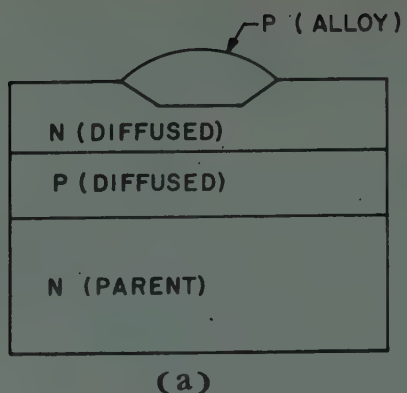 P (ALLOY)
N (DIFFUSED)
P (DIFFUSED)
N (PARENT)
(a)